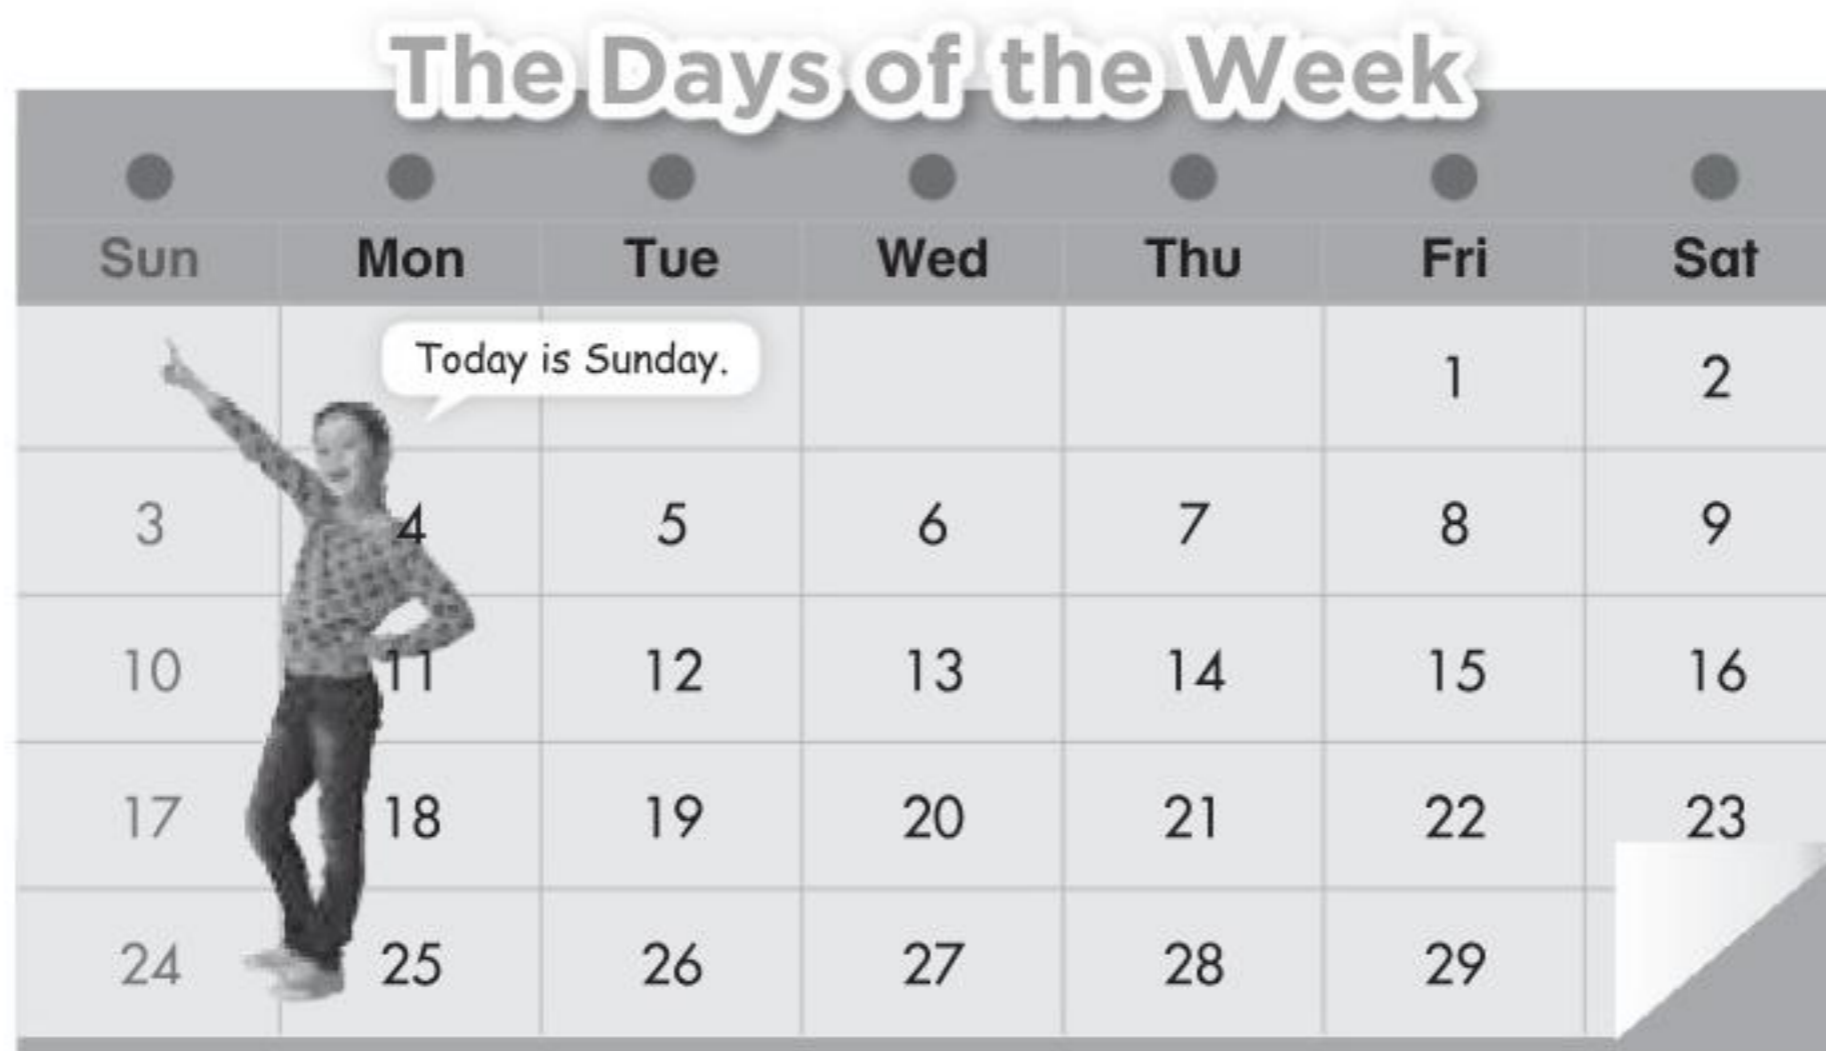 The Days of the Week
Sun Mon Tue Wed Thu Fri Sat
Today is Sunday.
1 2
3 4 5 6 7 8 9
10 11 12 13 14 15 16
17 18 19 20 21 22 23
24 25 26 27 28 29